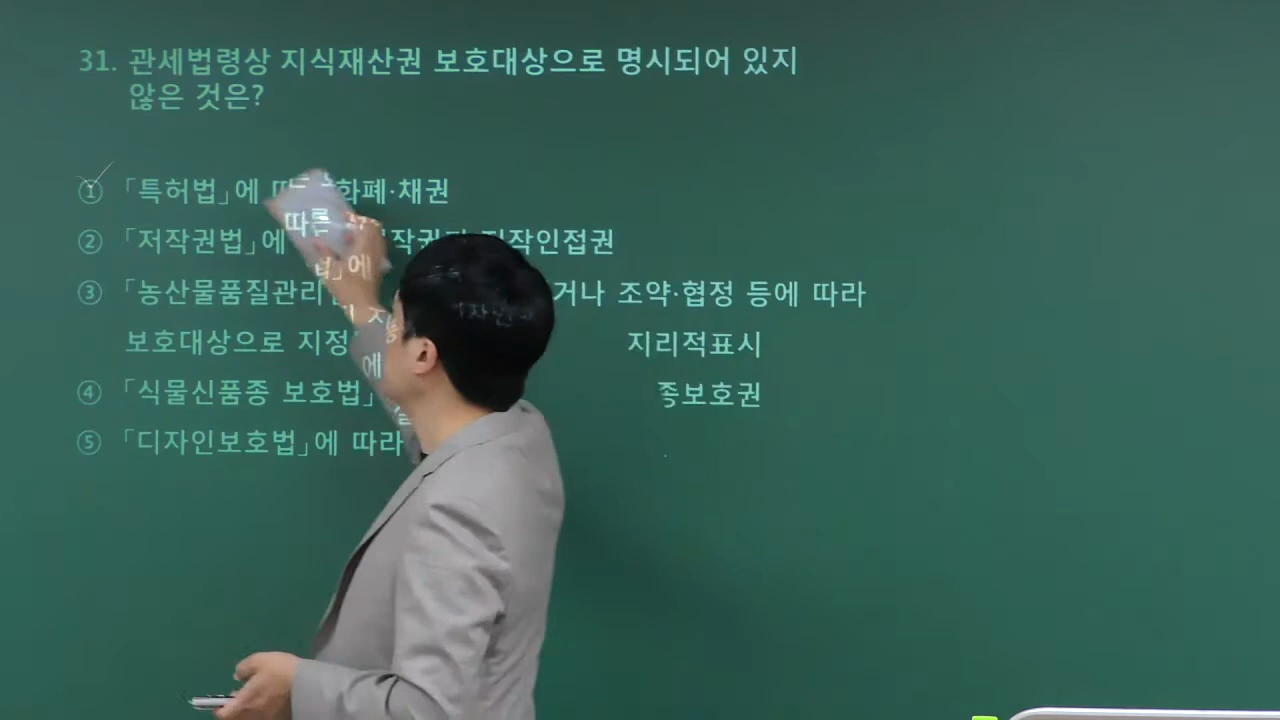 31. 관세법령상 지식재산권 보호대상으로 명시되어 있지
않은 것은?
① 「특허법」에 화폐·채권
② 「저작권법」에 저작인접권
③ 「농산물품질관리 거나 조약·협정 등에 따라
보호대상으로 지정 지리적표시
④ 「식물신품종 보호법」 종보호권
⑤ 「디자인보호법」에 따라